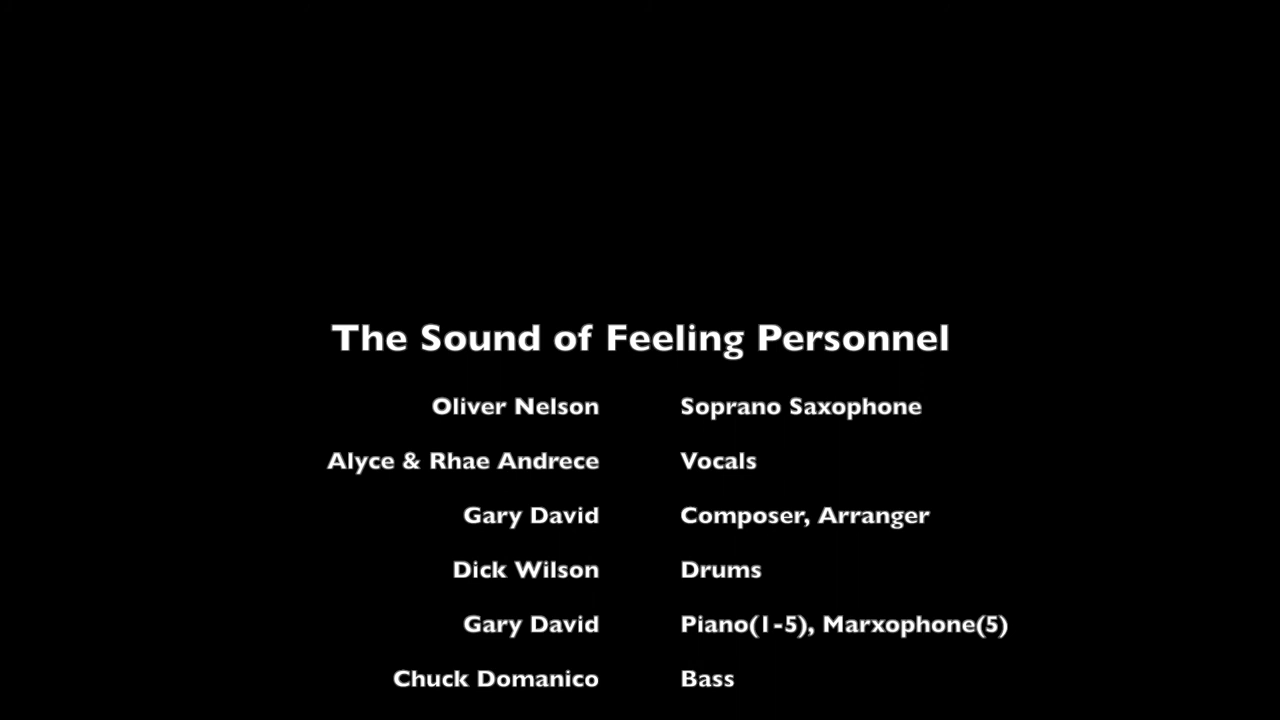 The Sound of Feeling Personnel
Oliver Nelson Soprano Saxophone
Alyce & Rhae Andrece Vocals
Gary David Composer, Arranger
Dick Wilson Drums
Gary David Piano(1-5), Marxophone(5)
Chuck Domanico Bass